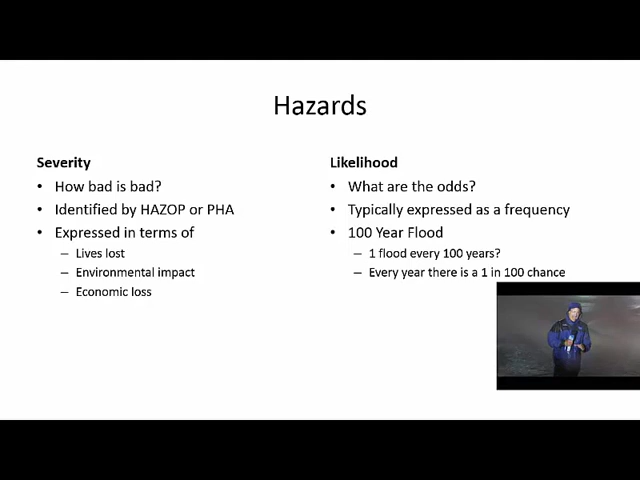 Hazards
Severity
• How bad is bad?
• Identified by HAZOP or PHA
• Expressed in terms of
– Lives lost
– Environmental impact
– Economic loss
Likelihood
• What are the odds?
• Typically expressed as a frequency
• 100 Year Flood
– 1 flood every 100 years?
– Every year there is a 1 in 100 chance